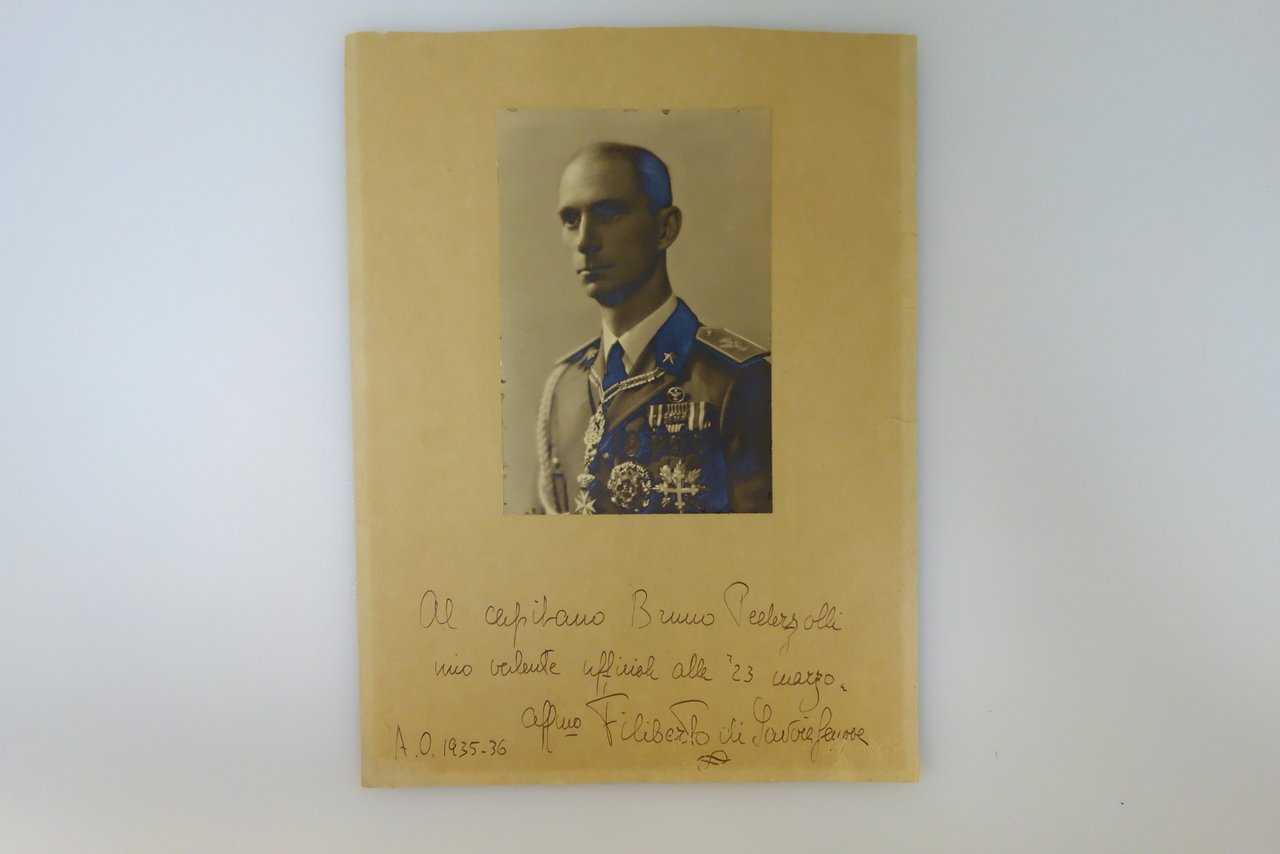 Al capitano Bruno Pederzolli
mio valente ufficiale alla "23 marzo"
affmo Filiberto di Savoia Genova
A.O. 1935-36